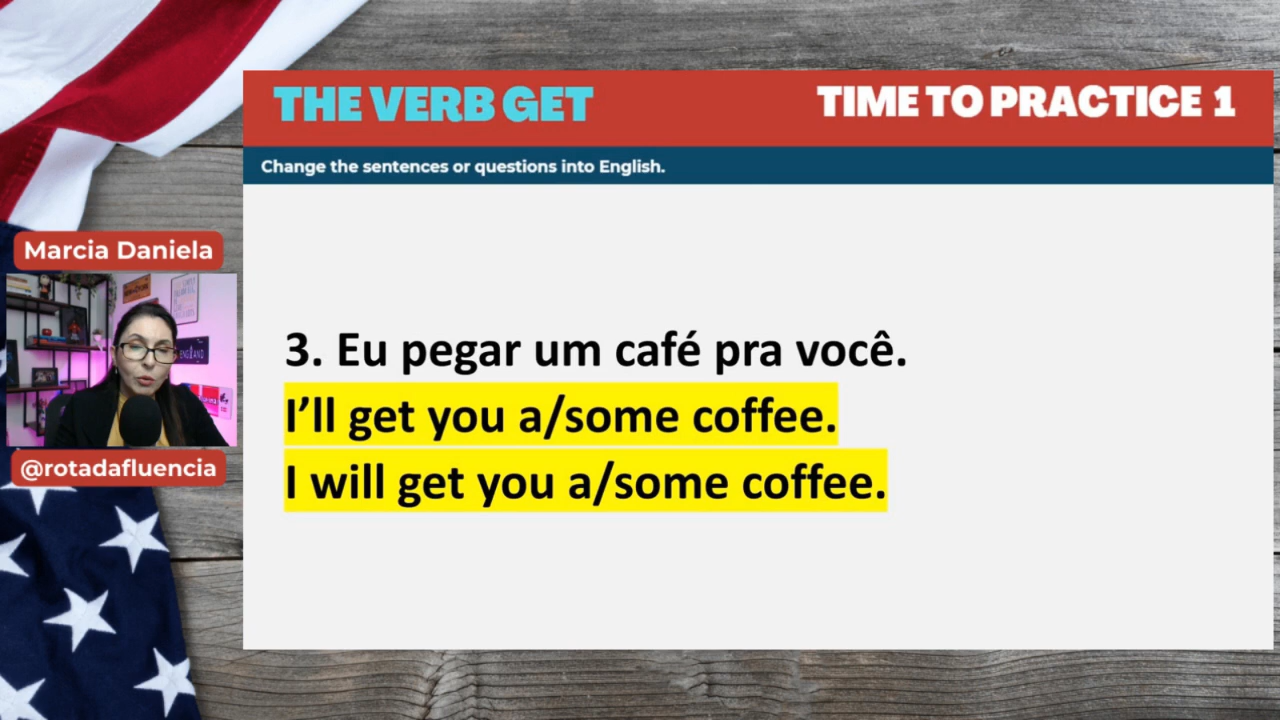 THE VERB GET
TIME TO PRACTICE 1
Change the sentences or questions into English.
Marcia Daniela
@rotadafluencia
3. Eu pegar um café pra você.
I'll get you a/some coffee.
I will get you a/some coffee.